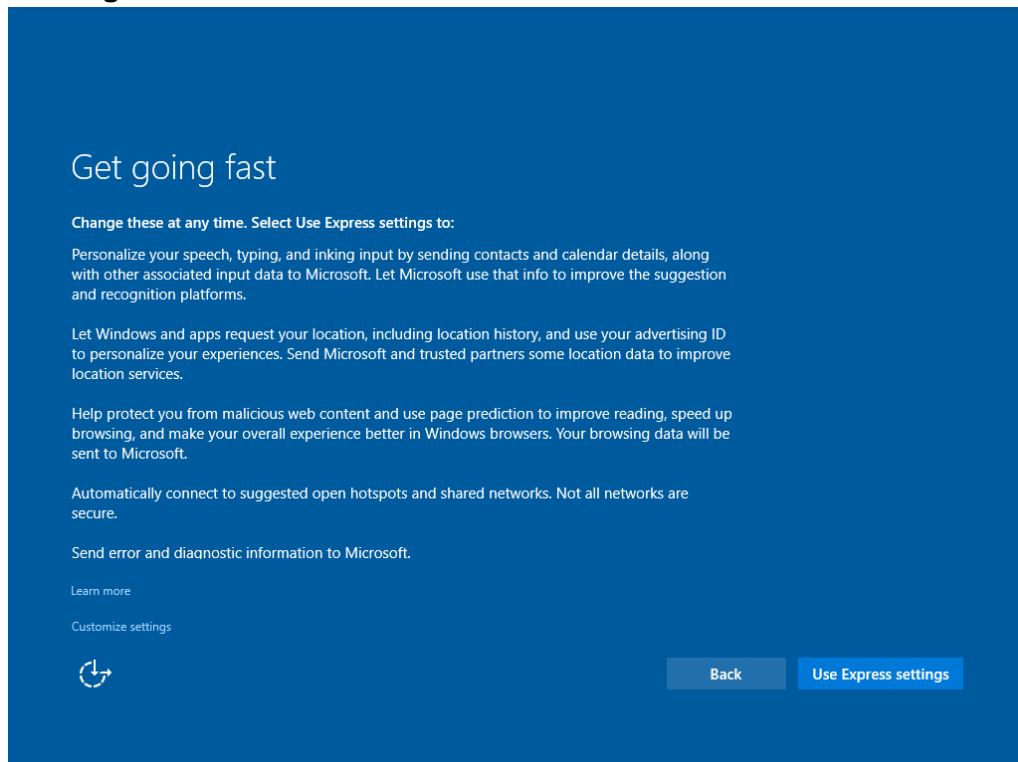 Get going fast
Change these at any time. Select Use Express settings to:
Personalize your speech, typing, and inking input by sending contacts and calendar details, along
with other associated input data to Microsoft. Let Microsoft use that info to improve the suggestion
and recognition platforms.
Let Windows and apps request your location, including location history, and use your advertising ID
to personalize your experiences. Send Microsoft and trusted partners some location data to improve
location services.
Help protect you from malicious web content and use page prediction to improve reading, speed up
browsing, and make your overall experience better in Windows browsers. Your browsing data will be
sent to Microsoft.
Automatically connect to suggested open hotspots and shared networks. Not all networks are
secure.
Send error and diagnostic information to Microsoft.
Learn more
Customize settings
Back
Use Express settings